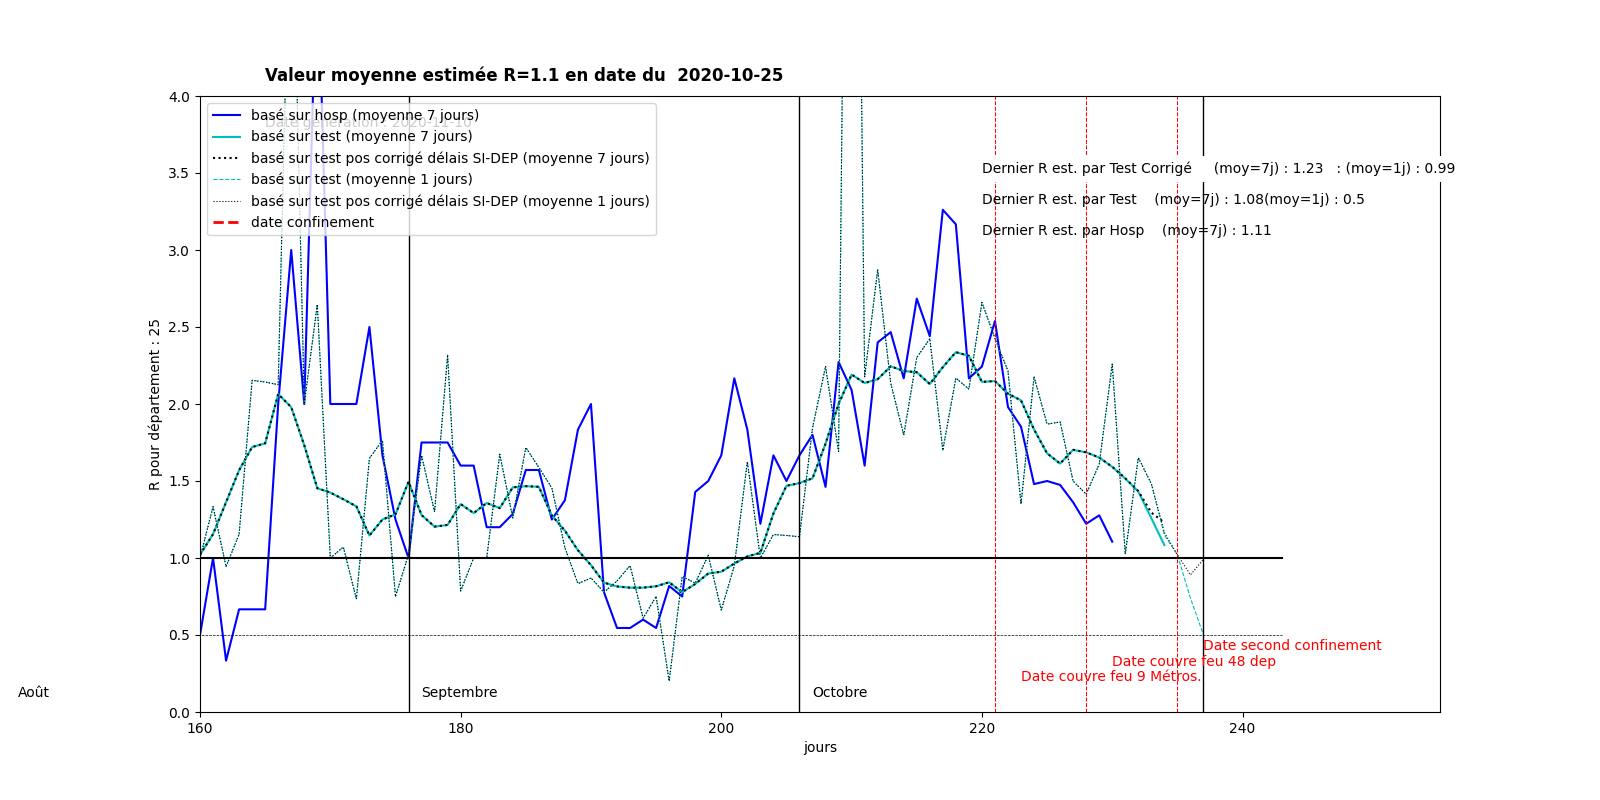 Valeur moyenne estimée R=1.1 en date du  2020-10-25
4.0
3.5
3.0
2.5
2.0
1.5
1.0
0.5
0.0
R pour département : 25
basé sur hosp (moyenne 7 jours)
Date génération : 2020-11-10
basé sur test (moyenne 7 jours)
basé sur test pos corrigé délais SI-DEP (moyenne 7 jours)
basé sur test (moyenne 1 jours)
basé sur test pos corrigé délais SI-DEP (moyenne 1 jours)
date confinement
Dernier R est. par Test Corrigé     (moy=7j) : 1.23   : (moy=1j) : 0.99
Dernier R est. par Test    (moy=7j) : 1.08(moy=1j) : 0.5
Dernier R est. par Hosp    (moy=7j) : 1.11
Date second confinement
Date couvre feu 48 dep
Date couvre feu 9 Métros.
Août
Septembre
Octobre
160
180
200
220
240
jours